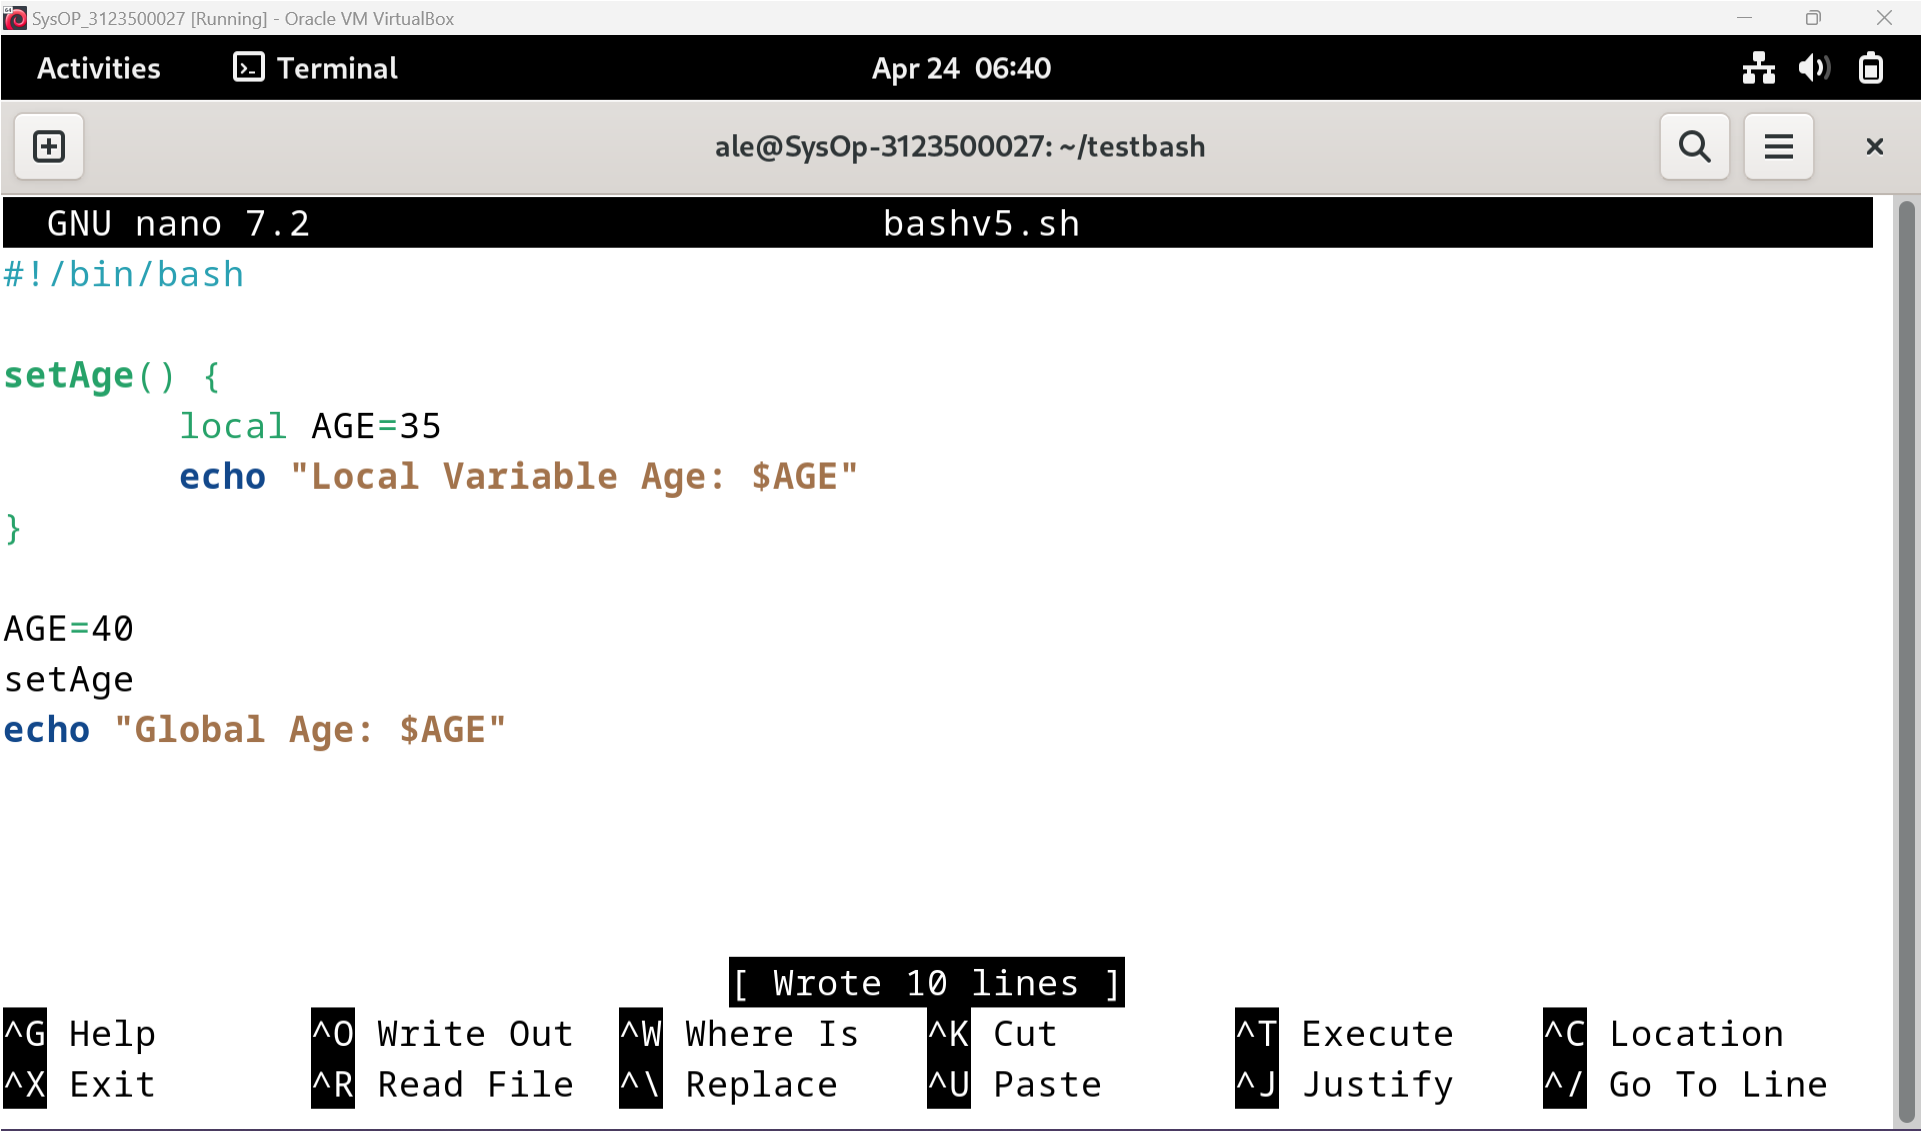 SysOP_3123500027 [Running] - Oracle VM VirtualBox
Activities Terminal Apr 24 06:40
ale@SysOp-3123500027: ~/testbash
GNU nano 7.2 bashv5.sh
#!/bin/bash
setAge() {
        local AGE=35
        echo "Local Variable Age: $AGE"
}
AGE=40
setAge
echo "Global Age: $AGE"
[ Wrote 10 lines ]
^G Help ^O Write Out ^W Where Is ^K Cut ^T Execute ^C Location
^X Exit ^R Read File ^\ Replace ^U Paste ^J Justify ^/ Go To Line